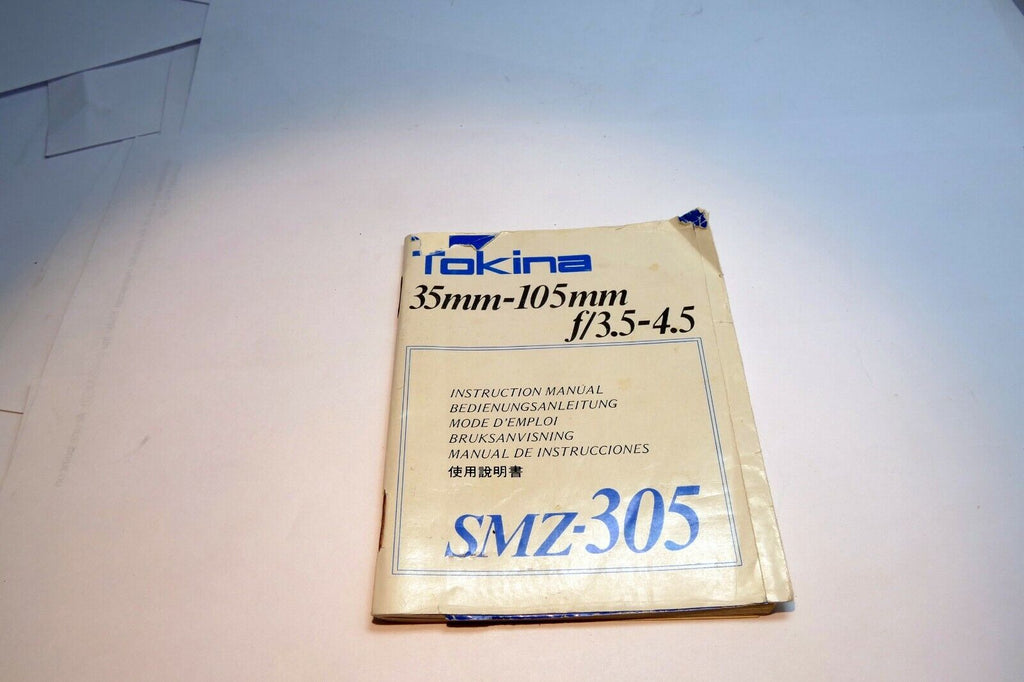 Tokina
35mm-105mm
f/3.5-4.5
INSTRUCTION MANUAL
BEDIENUNGSANLEITUNG
MODE D'EMPLOI
BRUKSANVISNING
MANUAL DE INSTRUCCIONES
使用說明書
SMZ-305